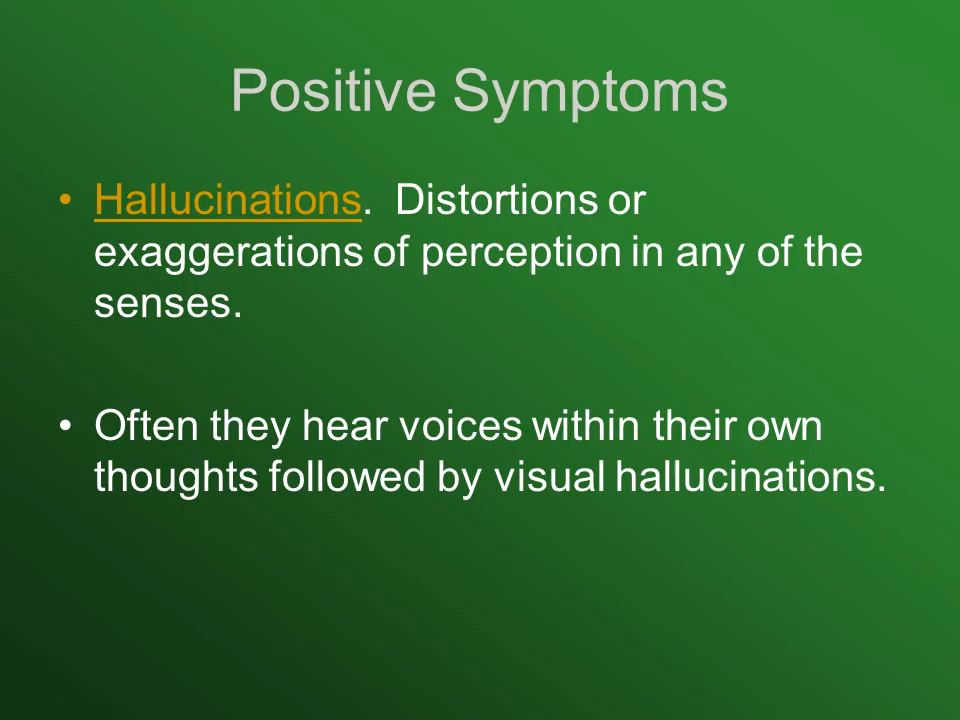 Positive Symptoms
• Hallucinations.  Distortions or
exaggerations of perception in any of the
senses.
• Often they hear voices within their own
thoughts followed by visual hallucinations.